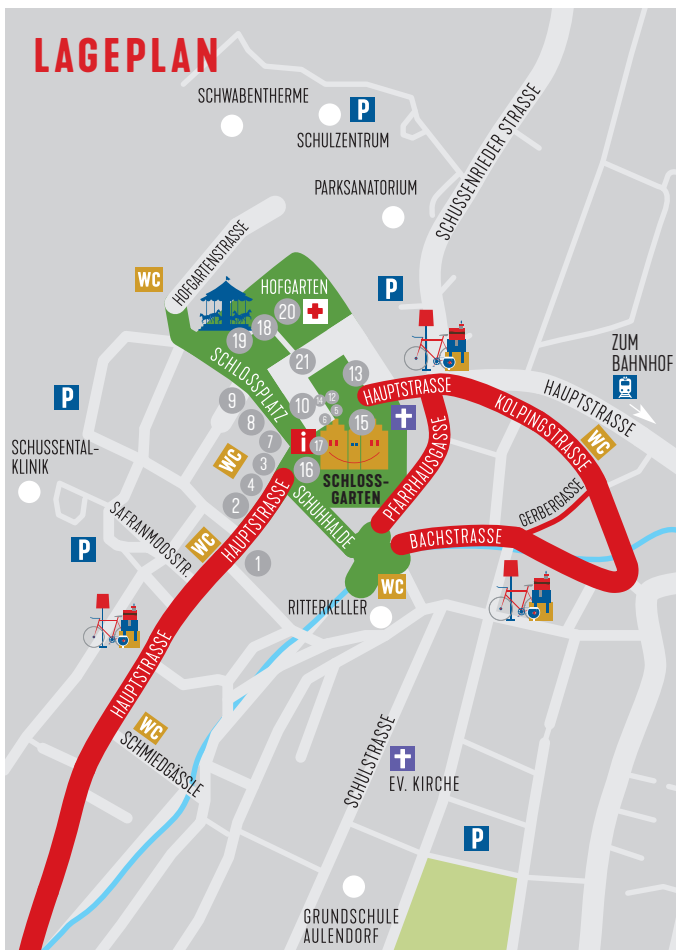 LAGEPLAN
SCHWABENTHERME
P
SCHULZENTRUM
SCHUSSENRIEDER STRASSE
PARKSANATORIUM
HOFGARTENSTRASSE
WC
HOFGARTEN
P
20
18
19
21
SCHLOSSPLATZ
13
ZUM
BAHNHOF
HAUPTSTRASSE
HAUPTSTRASSE
KOLPINGSTRASSE
P
9
8
7
10
14
12
5
6
15
i
17
16
WC
WC
3
4
2
1
SCHLOSS-
GARTEN
PFARRHAUSGASSE
SCHUSSENTAL-
KLINIK
SAFRANMOOSSTR.
WC
HAUPTSTRASSE
SCHUHHALDE
GERBERGASSE
BACHSTRASSE
P
WC
RITTERKELLER
HAUPTSTRASSE
WC
SCHMIEDGÄSSLE
SCHULSTRASSE
EV. KIRCHE
P
GRUNDSCHULE
AULENDORF